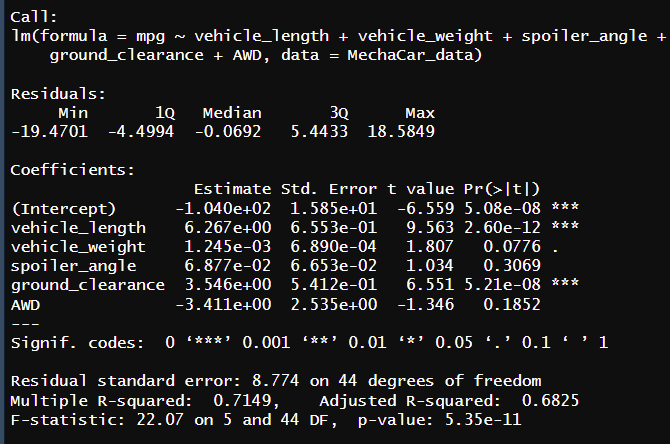 Call:
lm(formula = mpg ~ vehicle_length + vehicle_weight + spoiler_angle +
    ground_clearance + AWD, data = MechaCar_data)

Residuals:
     Min       1Q   Median       3Q      Max
-19.4701  -4.4994  -0.0692   5.4433  18.5849

Coefficients:
                   Estimate Std. Error t value Pr(>|t|)
(Intercept)      -1.040e+02  1.585e+01  -6.559 5.08e-08 ***
vehicle_length    6.267e+00  6.553e-01   9.563 2.60e-12 ***
vehicle_weight    1.245e-03  6.890e-04   1.807   0.0776 .
spoiler_angle     6.877e-02  6.653e-02   1.034   0.3069
ground_clearance  3.546e+00  5.412e-01   6.551 5.21e-08 ***
AWD              -3.411e+00  2.535e+00  -1.346   0.1852
---
Signif. codes:  0 ‘***’ 0.001 ‘**’ 0.01 ‘*’ 0.05 ‘.’ 0.1 ‘ ’ 1

Residual standard error: 8.774 on 44 degrees of freedom
Multiple R-squared:  0.7149,    Adjusted R-squared:  0.6825
F-statistic: 22.07 on 5 and 44 DF,  p-value: 5.35e-11